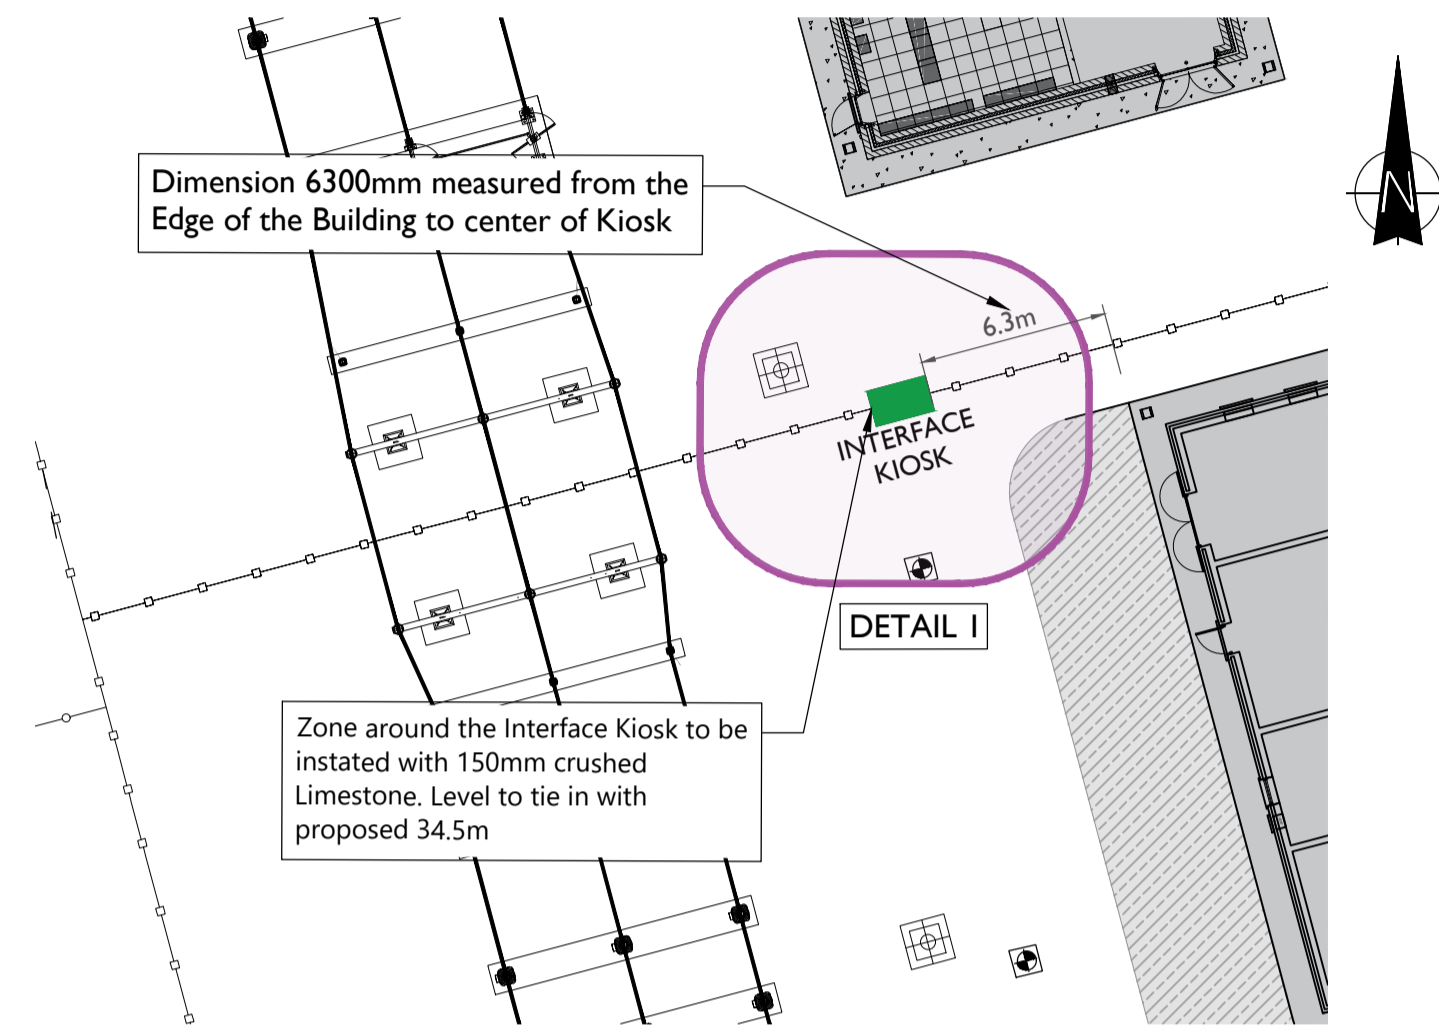 Dimension 6300mm measured from the
Edge of the Building to center of Kiosk
N
6.3m
INTERFACE
KIOSK
DETAIL 1
Zone around the Interface Kiosk to be
instated with 150mm crushed
Limestone. Level to tie in with
proposed 34.5m